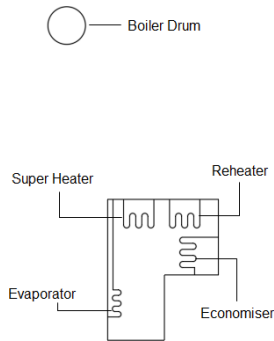 Boiler Drum
Super Heater
Reheater
Evaporator
Economiser